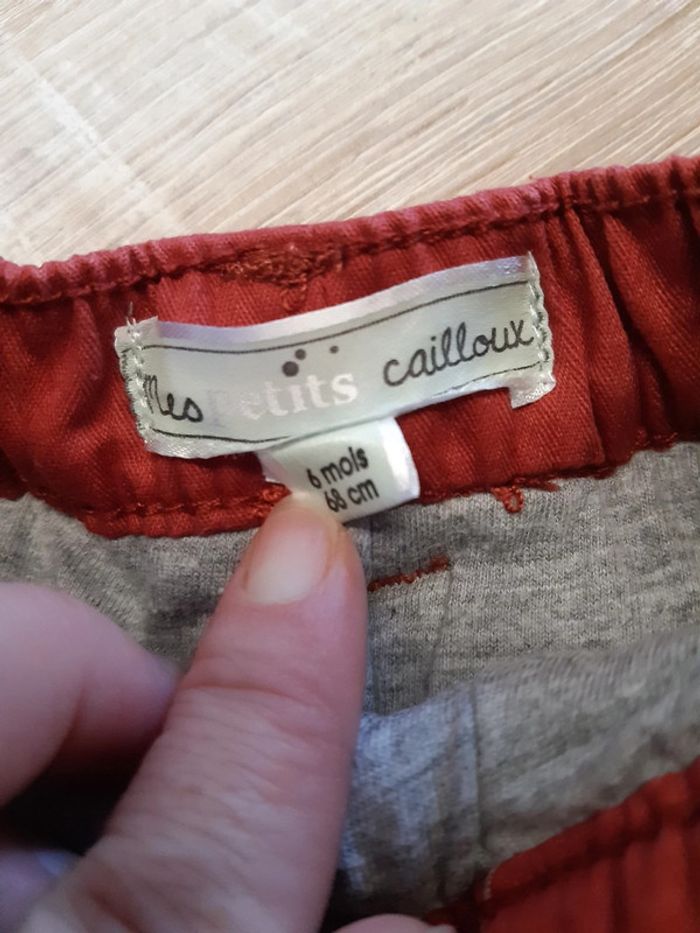 Mes Petits cailloux
6 mois
68 cm